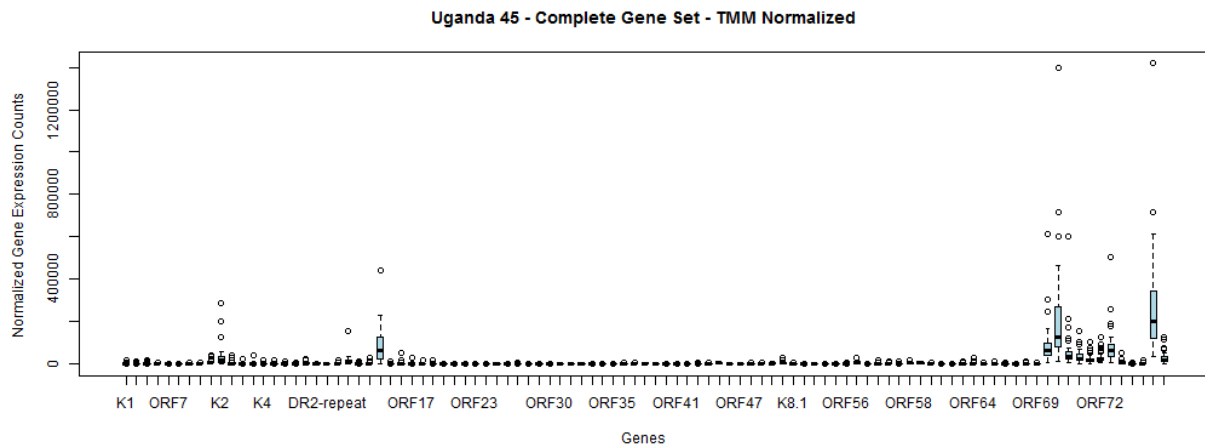 Uganda 45 - Complete Gene Set - TMM Normalized
Normalized Gene Expression Counts
1200000
800000
400000
0
K1 ORF7 K2 K4 DR2-repeat ORF17 ORF23 ORF30 ORF35 ORF41 ORF47 K8.1 ORF56 ORF58 ORF64 ORF69 ORF72
Genes